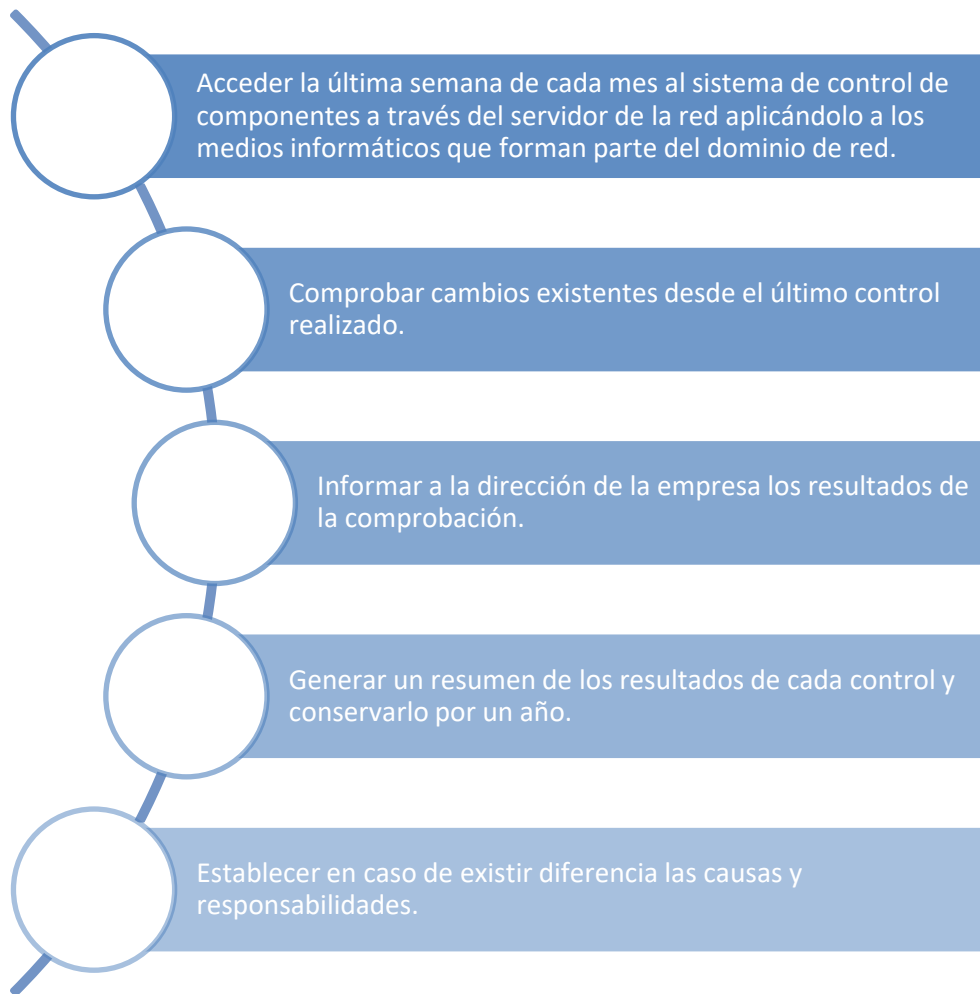 Acceder la última semana de cada mes al sistema de control de
componentes a través del servidor de la red aplicándolo a los
medios informáticos que forman parte del dominio de red.
Comprobar cambios existentes desde el último control
realizado.
Informar a la dirección de la empresa los resultados de
la comprobación.
Generar un resumen de los resultados de cada control y
conservarlo por un año.
Establecer en caso de existir diferencia las causas y
responsabilidades.